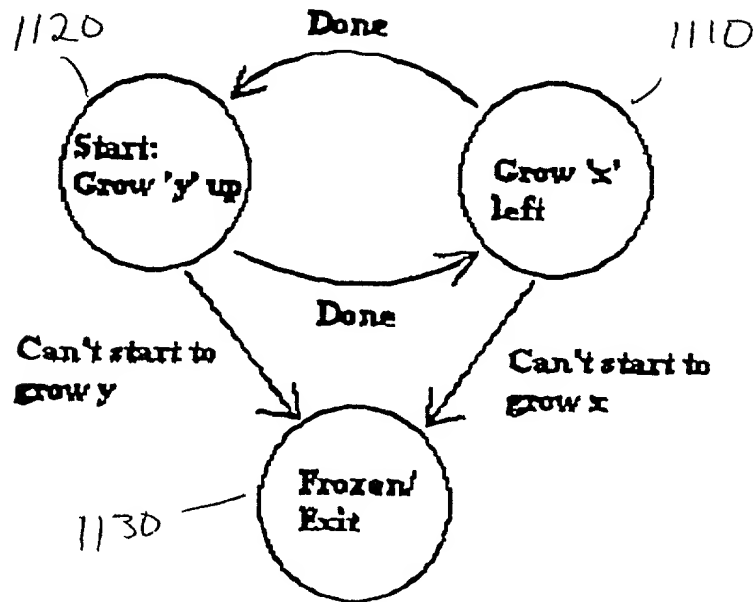 1120
Done
1110
Start:
Grow 'y' up
Grow 'x'
left
Done
Can't start to
grow y
Can't start to
grow x
Frozen/
Exit
1130